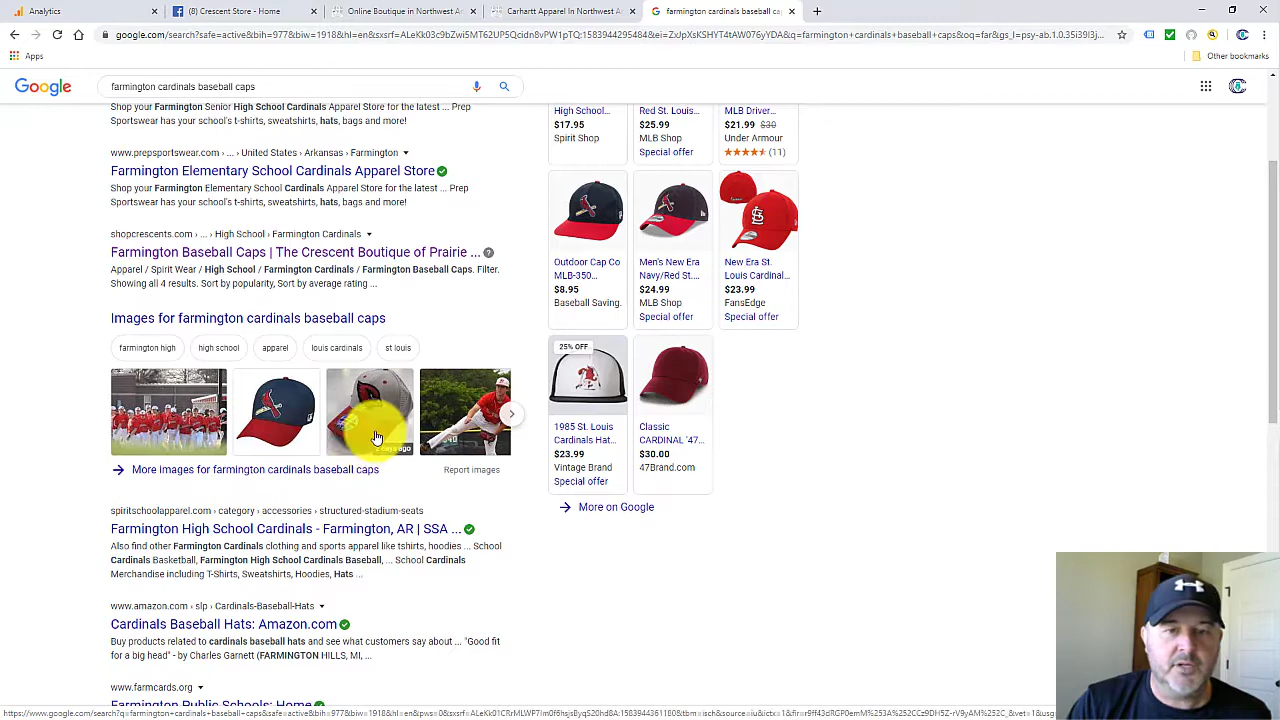 Analytics
(8) Crescent Store - Home
Online Boutique in Northwest A
Carhartt Apparel In Northwest A
farmington cardinals baseball ca
Apps
Other bookmarks
Google
farmington cardinals baseball caps
Shop your Farmington Senior High School Cardinals Apparel Store for the latest ... Prep
Sportswear has your school's t-shirts, sweatshirts, hats, bags and more!
www.prepsportswear.com › ... › United States › Arkansas › Farmington
Farmington Elementary School Cardinals Apparel Store
Shop your Farmington Elementary School Cardinals Apparel Store for the latest ... Prep
Sportswear has your school's t-shirts, sweatshirts, hats, bags and more!
shopcrescents.com › ... › High School › Farmington Cardinals
Farmington Baseball Caps | The Crescent Boutique of Prairie ...
Apparel / Spirit Wear / High School / Farmington Cardinals / Farmington Baseball Caps. Filter.
Showing all 4 results. Sort by popularity, Sort by average rating ...
Images for farmington cardinals baseball caps
farmington high
high school
apparel
louis cardinals
st louis
days ago
More images for farmington cardinals baseball caps
Report images
spiritschoolapparel.com › category › accessories › structured-stadium-seats
Farmington High School Cardinals - Farmington, AR | SSA ...
Also find other Farmington Cardinals clothing and sports apparel like tshirts, hoodies ... School
Cardinals Basketball, Farmington High School Cardinals Baseball, ... School Cardinals
Merchandise including T-Shirts, Sweatshirts, Hoodies, Hats ...
www.amazon.com › slp › Cardinals-Baseball-Hats
Cardinals Baseball Hats: Amazon.com
Buy products related to cardinals baseball hats and see what customers say about ... "Good fit
for a big head" - by Charles Garnett (FARMINGTON HILLS, MI, ...
www.farmcards.org
Farmington Public Schools: Home
High School...
$17.95
Spirit Shop
Red St. Louis...
$25.99
MLB Shop
Special offer
MLB Driver...
$21.99 $30
Under Armour
(11)
Outdoor Cap Co
MLB-350...
$8.95
Baseball Saving.
Men's New Era
Navy/Red St....
$24.99
MLB Shop
Special offer
New Era St.
Louis Cardinal...
$23.99
FansEdge
Special offer
25% OFF
1985 St. Louis
Cardinals Hat...
$23.99
Vintage Brand
Special offer
Classic
CARDINAL '47...
$30.00
47Brand.com
More on Google